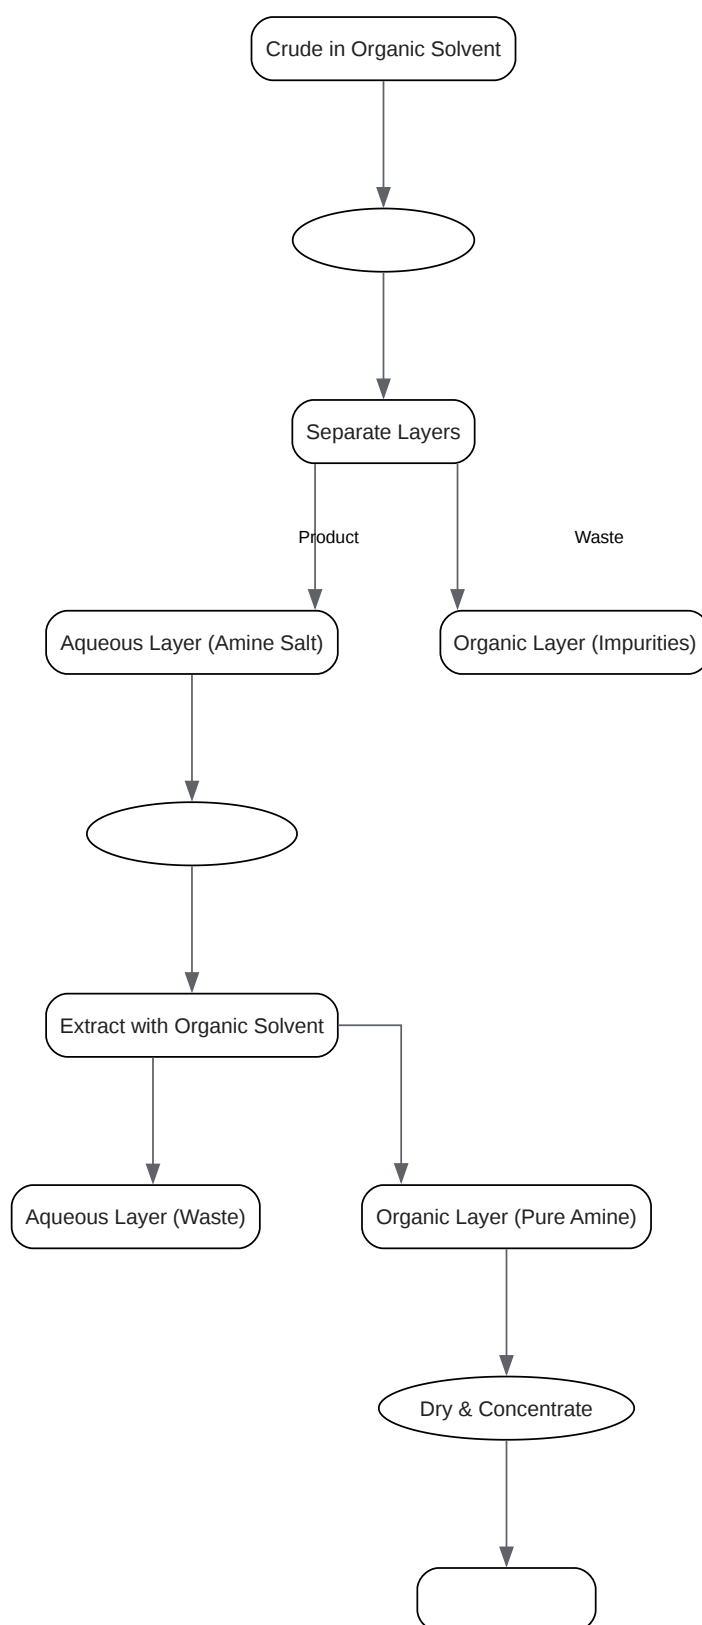 Crude in Organic Solvent
Separate Layers
Product
Waste
Aqueous Layer (Amine Salt)
Organic Layer (Impurities)
Extract with Organic Solvent
Aqueous Layer (Waste)
Organic Layer (Pure Amine)
Dry & Concentrate